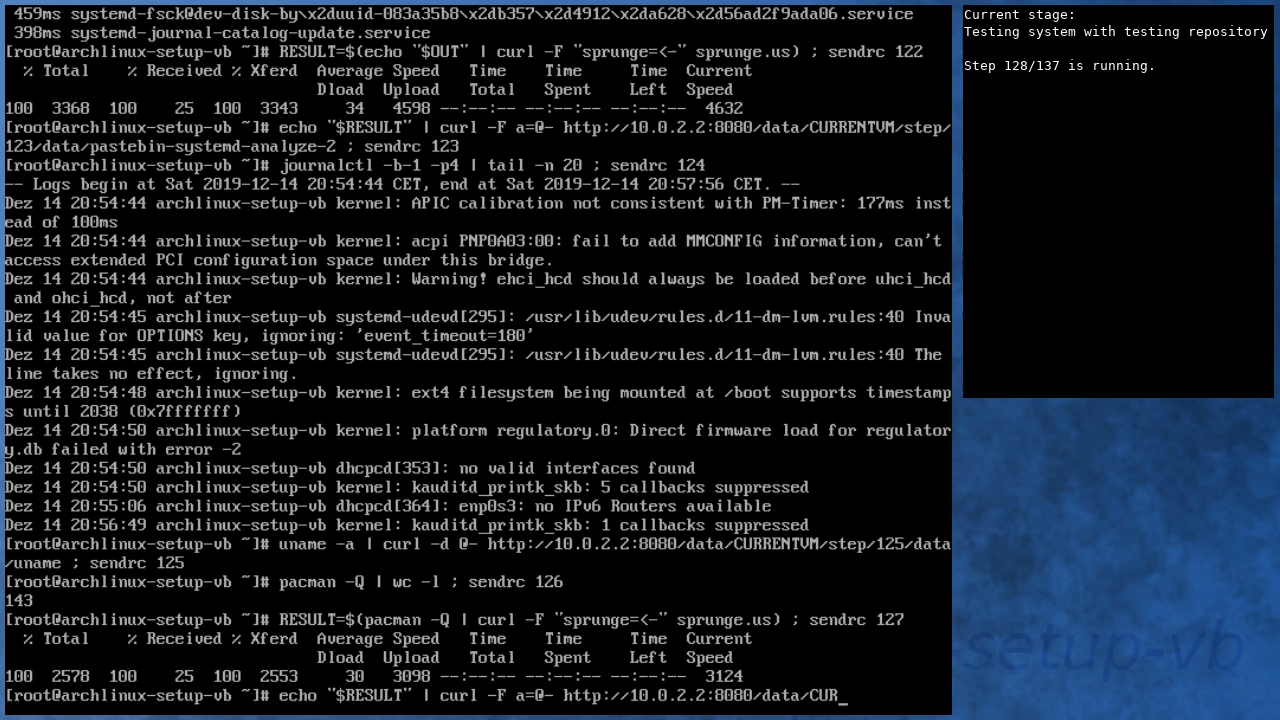 459ms systemd-fsck@dev-disk-by\x2duuid-083a35b8\x2db357\x2d4912\x2da628\x2d56ad2f9ada06.service
 398ms systemd-journal-catalog-update.service
[root@archlinux-setup-vb ~]# RESULT=$(echo "$OUT" | curl -F "sprunge=<-" sprunge.us) ; sendrc 122
  % Total    % Received % Xferd  Average Speed   Time    Time     Time  Current
                                 Dload  Upload   Total   Spent    Left  Speed
100  3368  100    25  100  3343     34   4598 --:--:-- --:--:-- --:--:--  4632
[root@archlinux-setup-vb ~]# echo "$RESULT" | curl -F a=@- http://10.0.2.2:8080/data/CURRENTVM/step/
123/data/pastebin-systemd-analyze-2 ; sendrc 123
[root@archlinux-setup-vb ~]# journalctl -b-1 -p4 | tail -n 20 ; sendrc 124
-- Logs begin at Sat 2019-12-14 20:54:44 CET, end at Sat 2019-12-14 20:57:56 CET. --
Dez 14 20:54:44 archlinux-setup-vb kernel: APIC calibration not consistent with PM-Timer: 177ms inst
ead of 100ms
Dez 14 20:54:44 archlinux-setup-vb kernel: acpi PNP0A03:00: fail to add MMCONFIG information, can't 
access extended PCI configuration space under this bridge.
Dez 14 20:54:44 archlinux-setup-vb kernel: Warning! ehci_hcd should always be loaded before uhci_hcd
 and ohci_hcd, not after
Dez 14 20:54:45 archlinux-setup-vb systemd-udevd[295]: /usr/lib/udev/rules.d/11-dm-lvm.rules:40 Inva
lid value for OPTIONS key, ignoring: 'event_timeout=180'
Dez 14 20:54:45 archlinux-setup-vb systemd-udevd[295]: /usr/lib/udev/rules.d/11-dm-lvm.rules:40 The 
line takes no effect, ignoring.
Dez 14 20:54:48 archlinux-setup-vb kernel: ext4 filesystem being mounted at /boot supports timestamp
s until 2038 (0x7fffffff)
Dez 14 20:54:50 archlinux-setup-vb kernel: platform regulatory.0: Direct firmware load for regulator
y.db failed with error -2
Dez 14 20:54:50 archlinux-setup-vb dhcpcd[353]: no valid interfaces found
Dez 14 20:54:50 archlinux-setup-vb kernel: kauditd_printk_skb: 5 callbacks suppressed
Dez 14 20:55:06 archlinux-setup-vb dhcpcd[364]: enp0s3: no IPv6 Routers available
Dez 14 20:56:49 archlinux-setup-vb kernel: kauditd_printk_skb: 1 callbacks suppressed
[root@archlinux-setup-vb ~]# uname -a | curl -d @- http://10.0.2.2:8080/data/CURRENTVM/step/125/data
/uname ; sendrc 125
[root@archlinux-setup-vb ~]# pacman -Q | wc -l ; sendrc 126
143
[root@archlinux-setup-vb ~]# RESULT=$(pacman -Q | curl -F "sprunge=<-" sprunge.us) ; sendrc 127
  % Total    % Received % Xferd  Average Speed   Time    Time     Time  Current
                                 Dload  Upload   Total   Spent    Left  Speed
100  2578  100    25  100  2553     30   3098 --:--:-- --:--:-- --:--:--  3124
[root@archlinux-setup-vb ~]# echo "$RESULT" | curl -F a=@- http://10.0.2.2:8080/data/CUR_
Current stage:
Testing system with testing repository
Step 128/137 is running.
-setup-vb